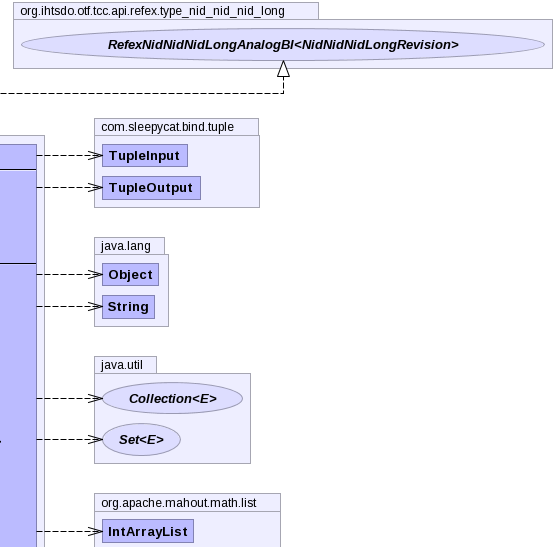 org.ihtsdo.otf.tcc.api.refex.type_nid_nid_nid_long
RefexNidNidNidLongAnalogBI<NidNidNidLongRevision>
com.sleepycat.bind.tuple
TupleInput
TupleOutput
java.lang
Object
String
java.util
Collection<E>
Set<E>
org.apache.mahout.math.list
IntArrayList